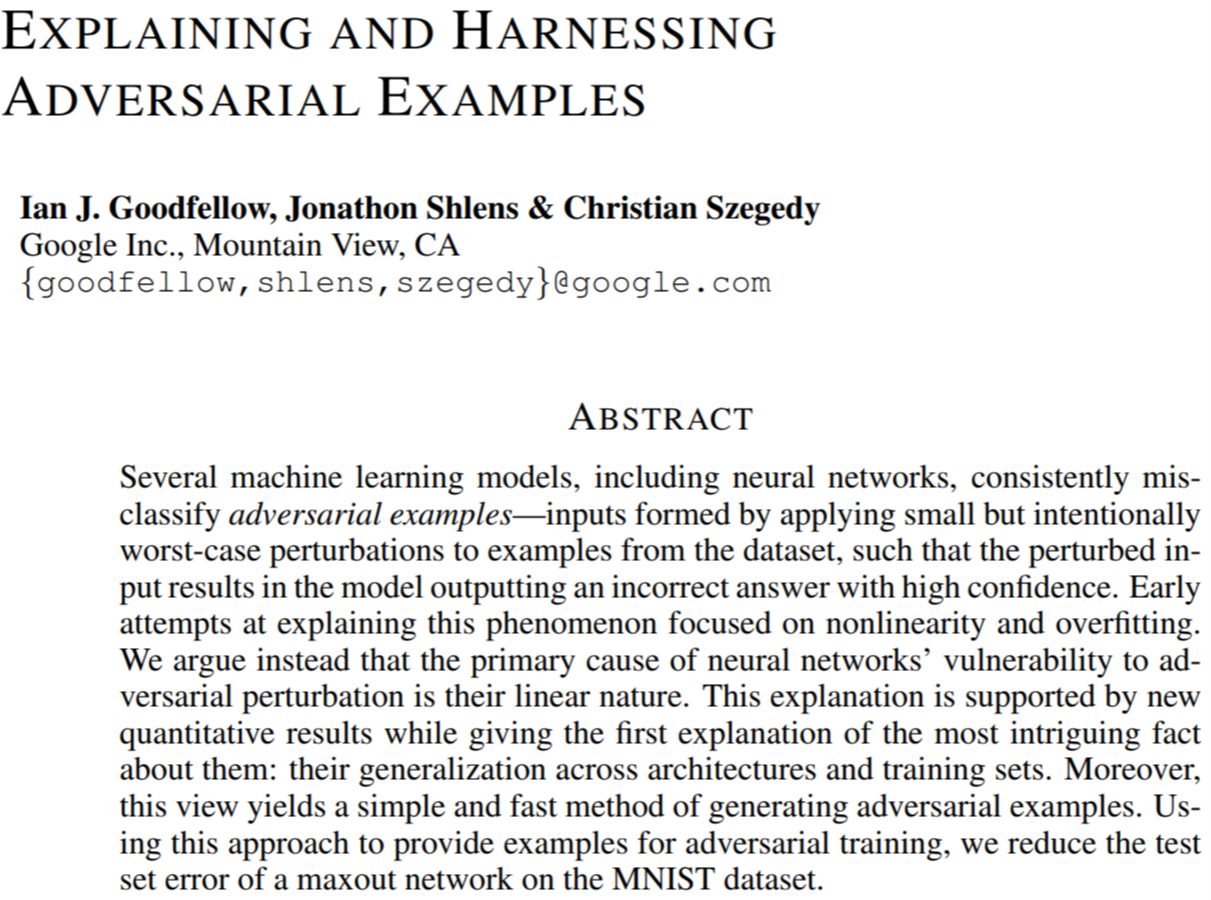 EXPLAINING AND HARNESSING
ADVERSARIAL EXAMPLES
Ian J. Goodfellow, Jonathon Shlens & Christian Szegedy
Google Inc., Mountain View, CA
{goodfellow,shlens,szegedy}@google.com
ABSTRACT
Several machine learning models, including neural networks, consistently mis-
classify adversarial examples—inputs formed by applying small but intentionally
worst-case perturbations to examples from the dataset, such that the perturbed in-
put results in the model outputting an incorrect answer with high confidence. Early
attempts at explaining this phenomenon focused on nonlinearity and overfitting.
We argue instead that the primary cause of neural networks’ vulnerability to ad-
versarial perturbation is their linear nature. This explanation is supported by new
quantitative results while giving the first explanation of the most intriguing fact
about them: their generalization across architectures and training sets. Moreover,
this view yields a simple and fast method of generating adversarial examples. Us-
ing this approach to provide examples for adversarial training, we reduce the test
set error of a maxout network on the MNIST dataset.